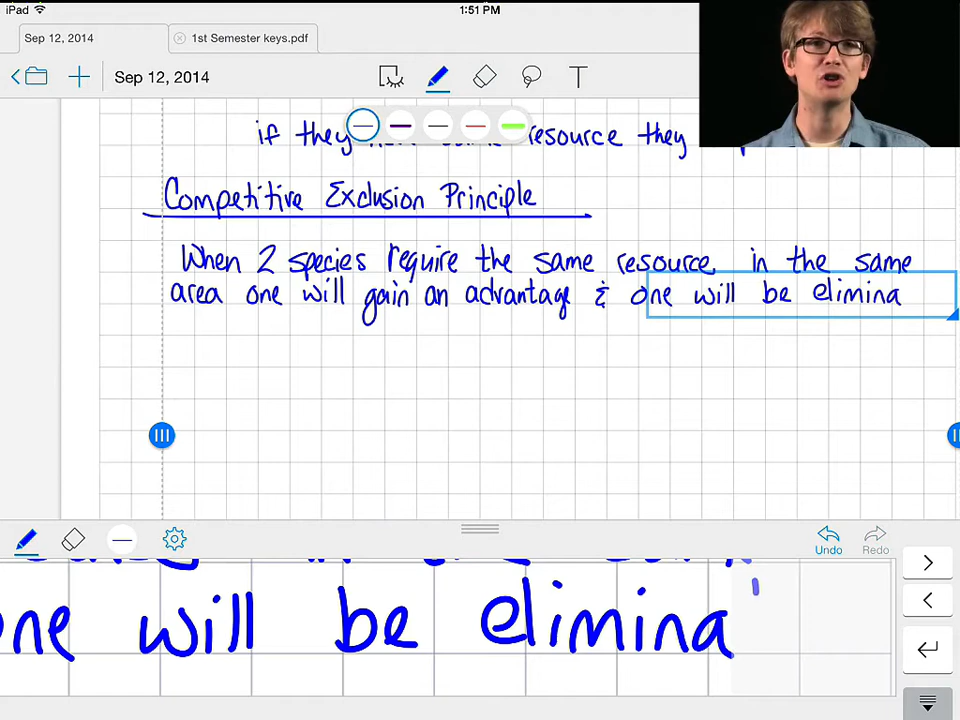 iPad 1:51 PM
Sep 12, 2014 1st Semester keys.pdf
Sep 12, 2014 T
if they resource they
Competitive Exclusion Principle
When 2 species require the same resource in the same
area one will gain an advantage & one will be elimina
Undo Redo
one will be elimina